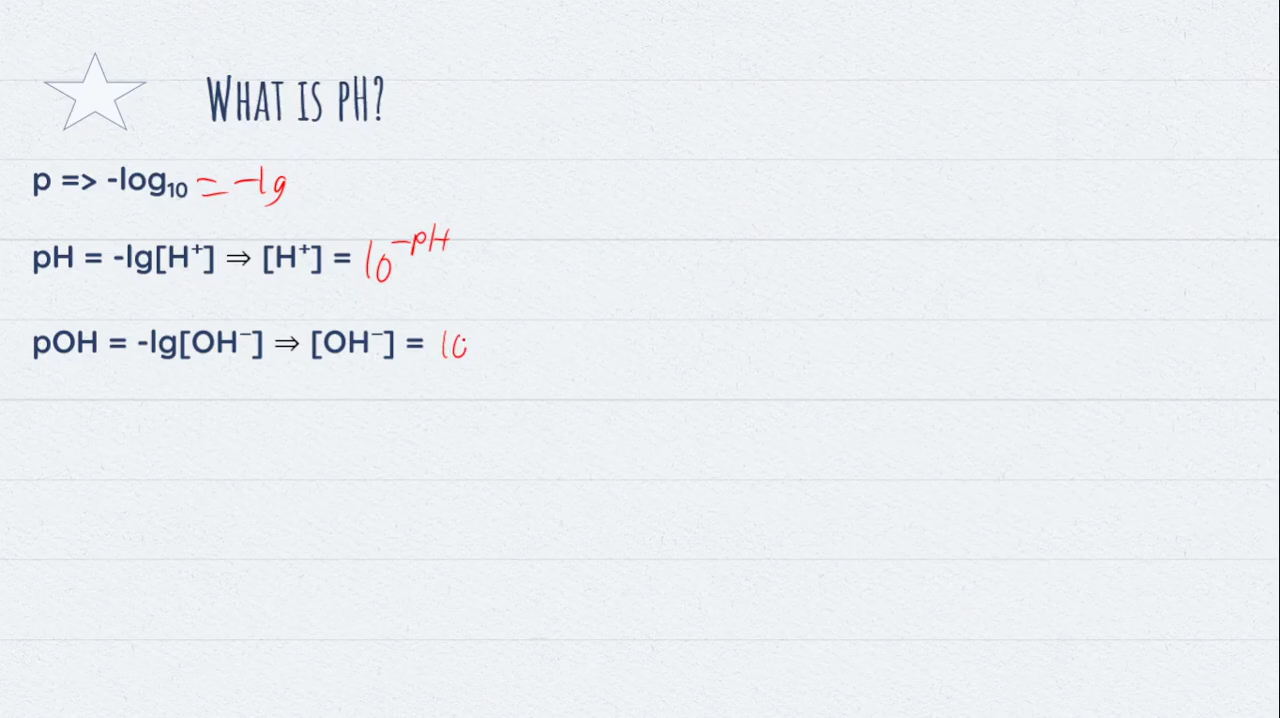 What is pH?
p => -log₁₀ = -lg
pH = -lg[H⁺] ⇒ [H⁺] = 10^-pH
pOH = -lg[OH⁻] ⇒ [OH⁻] = 10